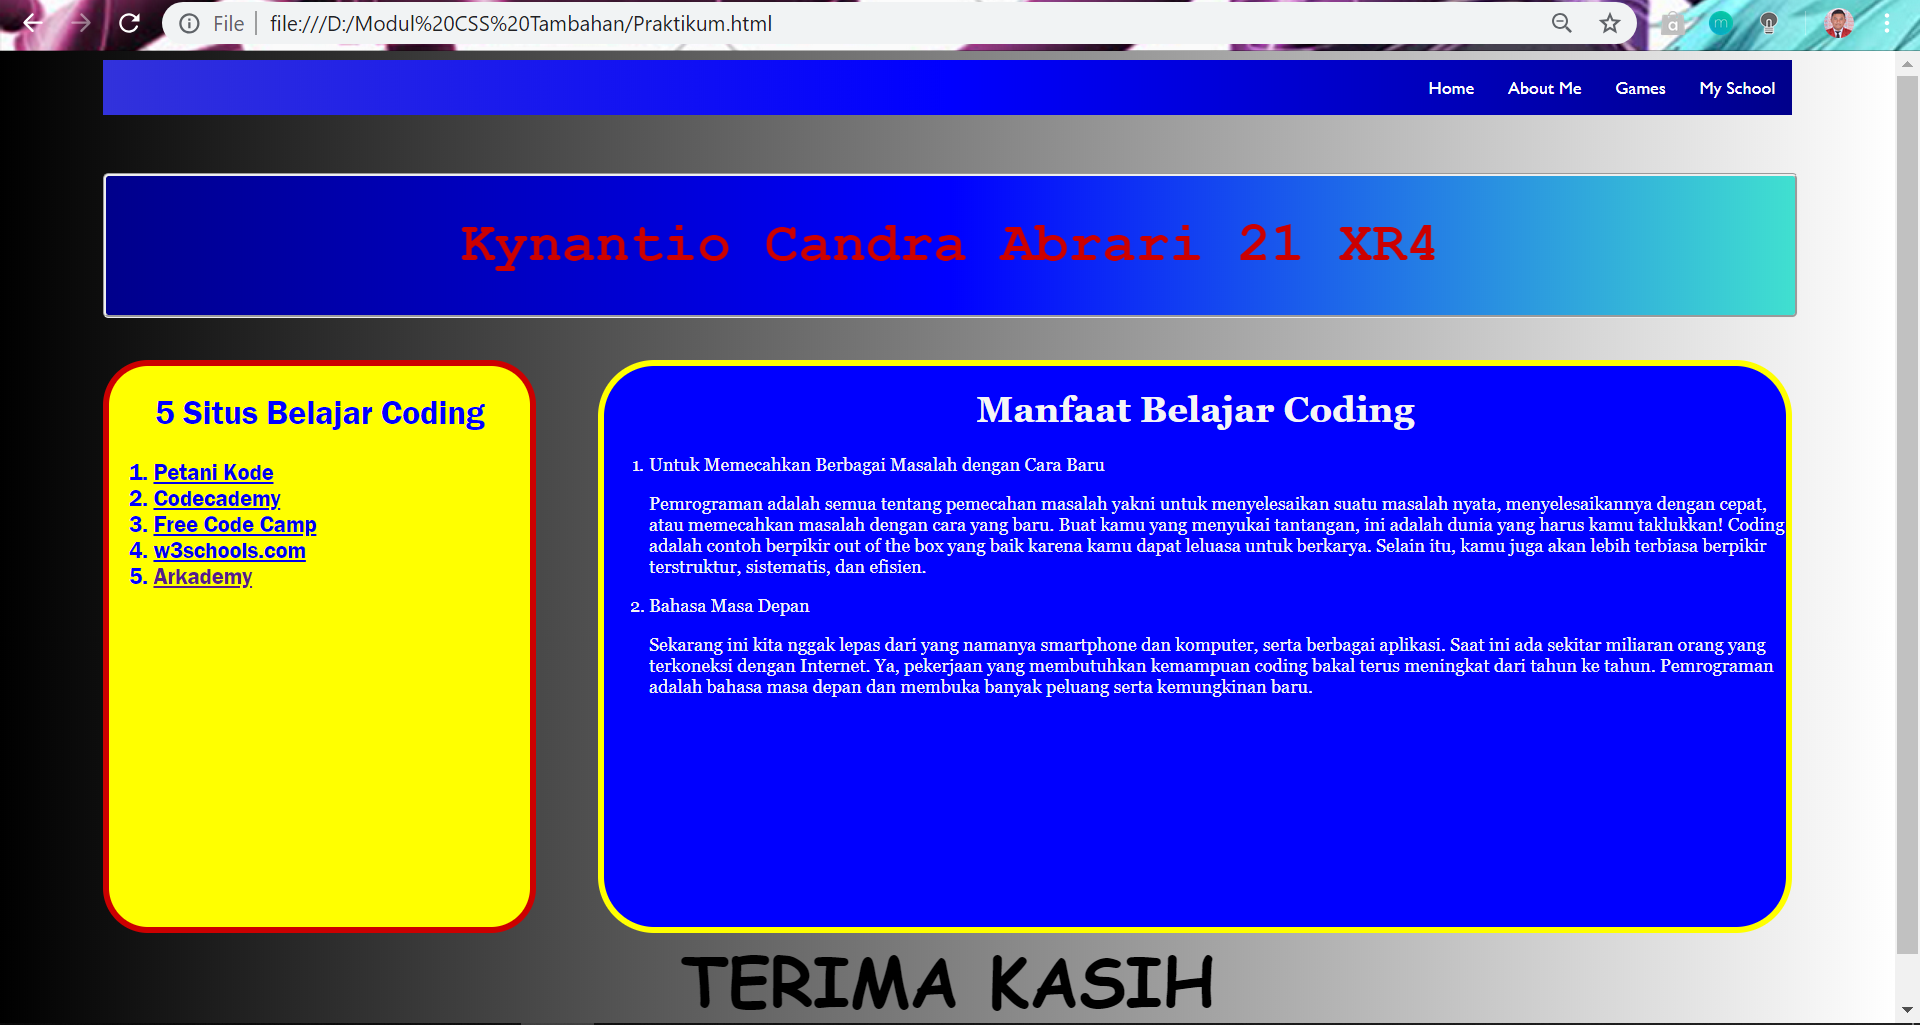 File | file:///D:/Modul%20CSS%20Tambahan/Praktikum.html
Home About Me Games My School
Kynantio Candra Abrari 21 XR4
5 Situs Belajar Coding
1. Petani Kode
2. Codecademy
3. Free Code Camp
4. w3schools.com
5. Arkademy
Manfaat Belajar Coding
1. Untuk Memecahkan Berbagai Masalah dengan Cara Baru
Pemrograman adalah semua tentang pemecahan masalah yakni untuk menyelesaikan suatu masalah nyata, menyelesaikannya dengan cepat,
atau memecahkan masalah dengan cara yang baru. Buat kamu yang menyukai tantangan, ini adalah dunia yang harus kamu taklukkan! Coding
adalah contoh berpikir out of the box yang baik karena kamu dapat leluasa untuk berkarya. Selain itu, kamu juga akan lebih terbiasa berpikir
terstruktur, sistematis, dan efisien.
2. Bahasa Masa Depan
Sekarang ini kita nggak lepas dari yang namanya smartphone dan komputer, serta berbagai aplikasi. Saat ini ada sekitar miliaran orang yang
terkoneksi dengan Internet. Ya, pekerjaan yang membutuhkan kemampuan coding bakal terus meningkat dari tahun ke tahun. Pemrograman
adalah bahasa masa depan dan membuka banyak peluang serta kemungkinan baru.
TERIMA KASIH